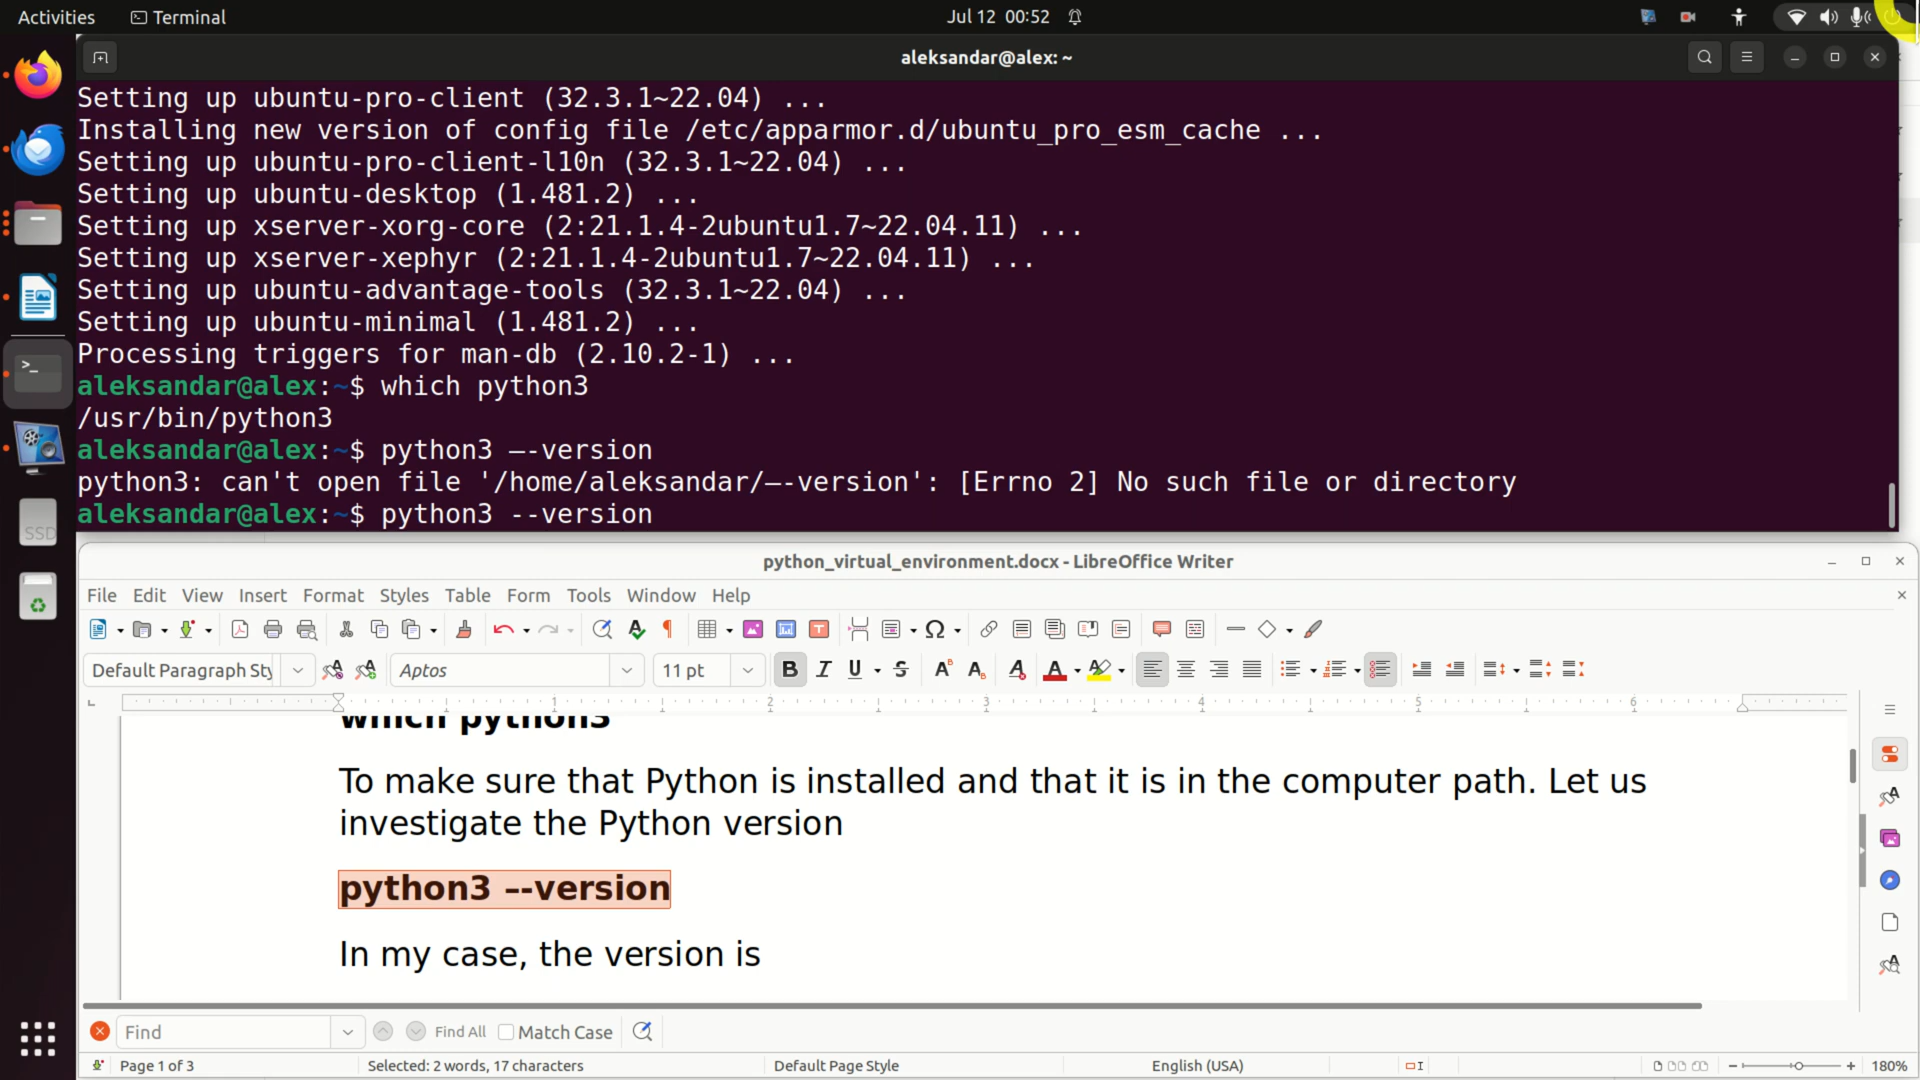 Activities
Terminal
Jul 12 00:52
aleksandar@alex: ~
Setting up ubuntu-pro-client (32.3.1~22.04) ...
Installing new version of config file /etc/apparmor.d/ubuntu_pro_esm_cache ...
Setting up ubuntu-pro-client-l10n (32.3.1~22.04) ...
Setting up ubuntu-desktop (1.481.2) ...
Setting up xserver-xorg-core (2:21.1.4-2ubuntu1.7~22.04.11) ...
Setting up xserver-xephyr (2:21.1.4-2ubuntu1.7~22.04.11) ...
Setting up ubuntu-advantage-tools (32.3.1~22.04) ...
Setting up ubuntu-minimal (1.481.2) ...
Processing triggers for man-db (2.10.2-1) ...
aleksandar@alex:~$ which python3
/usr/bin/python3
aleksandar@alex:~$ python3 –-version
python3: can't open file '/home/aleksandar/–-version': [Errno 2] No such file or directory
aleksandar@alex:~$ python3 --version
SSD
python_virtual_environment.docx - LibreOffice Writer
File Edit View Insert Format Styles Table Form Tools Window Help
Default Paragraph Sty
Aptos
11 pt
1 2 3 4 5 6
which python3
To make sure that Python is installed and that it is in the computer path. Let us
investigate the Python version
python3 –-version
In my case, the version is
Find
Find All
Match Case
Page 1 of 3
Selected: 2 words, 17 characters
Default Page Style
English (USA)
180%